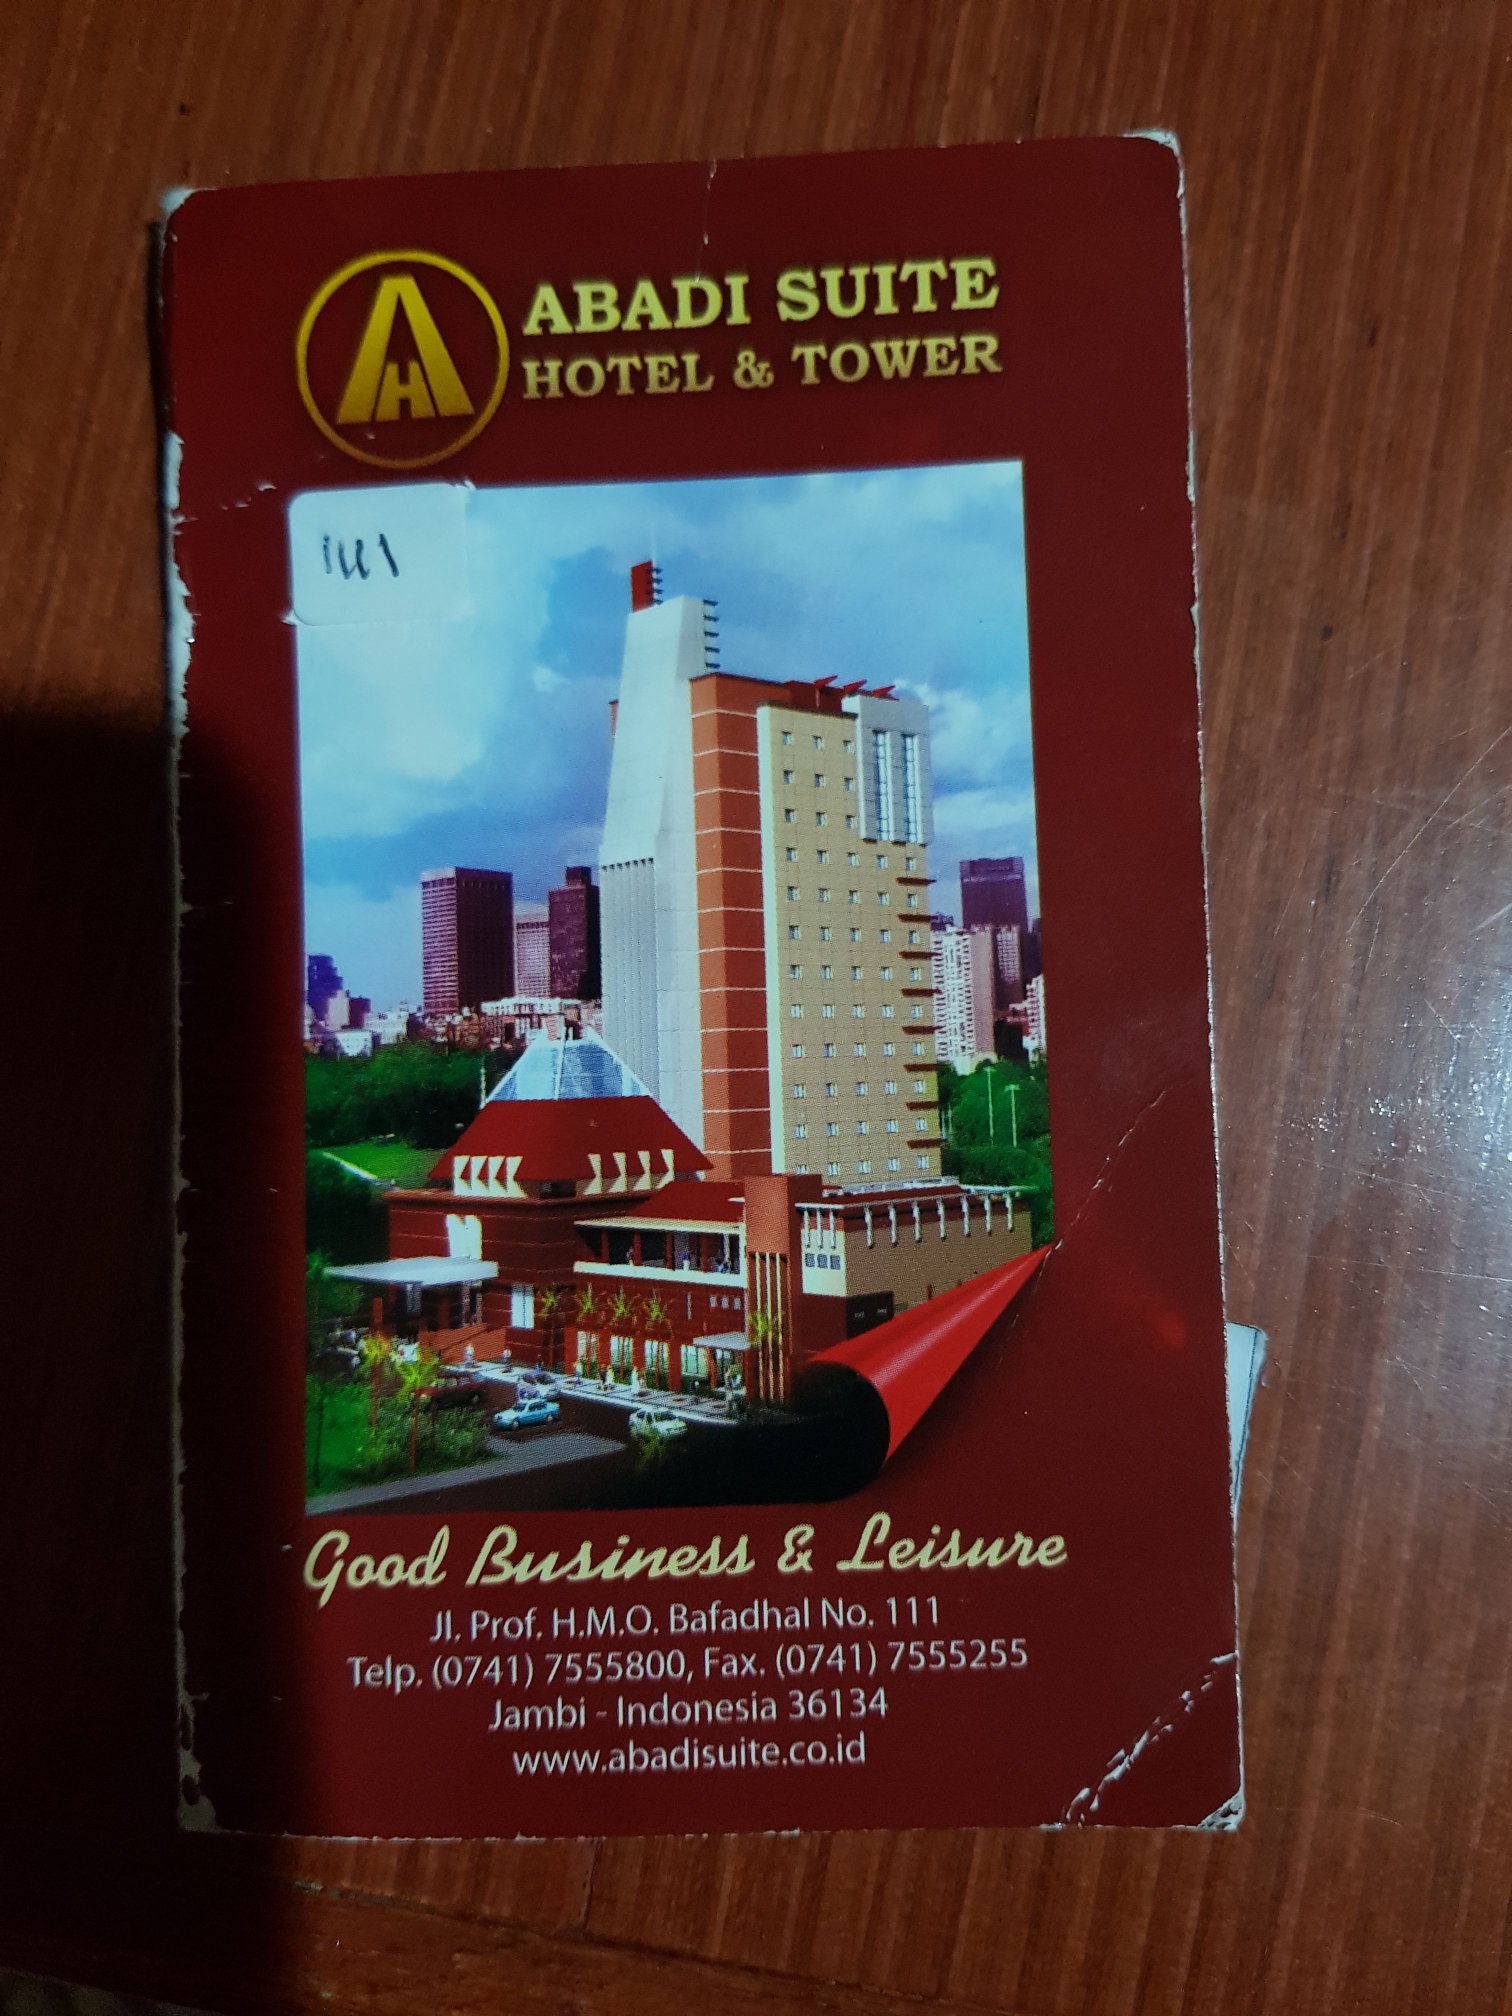 AH
ABADI SUITE
HOTEL & TOWER
Good Business & Leisure
Jl. Prof. H.M.O. Bafadhal No. 111
Telp. (0741) 7555800, Fax. (0741) 7555255
Jambi - Indonesia 36134
www.abadisuite.co.id